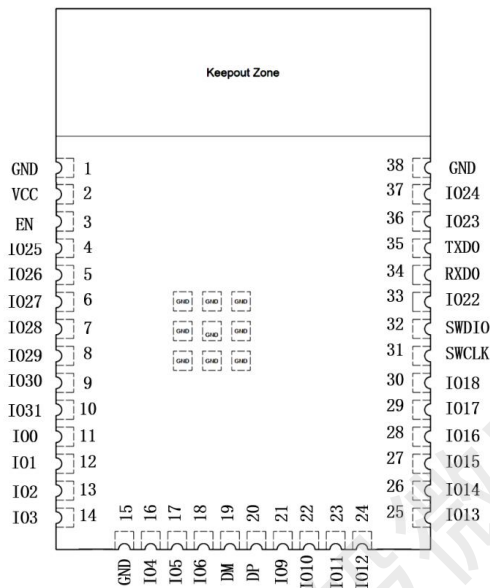 Keepout Zone
GND 1
VCC 2
EN 3
IO25 4
IO26 5
IO27 6
IO28 7
IO29 8
IO30 9
IO31 10
IO0 11
IO1 12
IO2 13
IO3 14
GND GND GND
GND GND GND
GND GND GND
15 16 17 18 19 20 21 22 23 24
GND IO4 IO5 IO6 DM DP IO9 IO10 IO11 IO12
38 GND
37 IO24
36 IO23
35 TXD0
34 RXD0
33 IO22
32 SWDIO
31 SWCLK
30 IO18
29 IO17
28 IO16
27 IO15
26 IO14
25 IO13